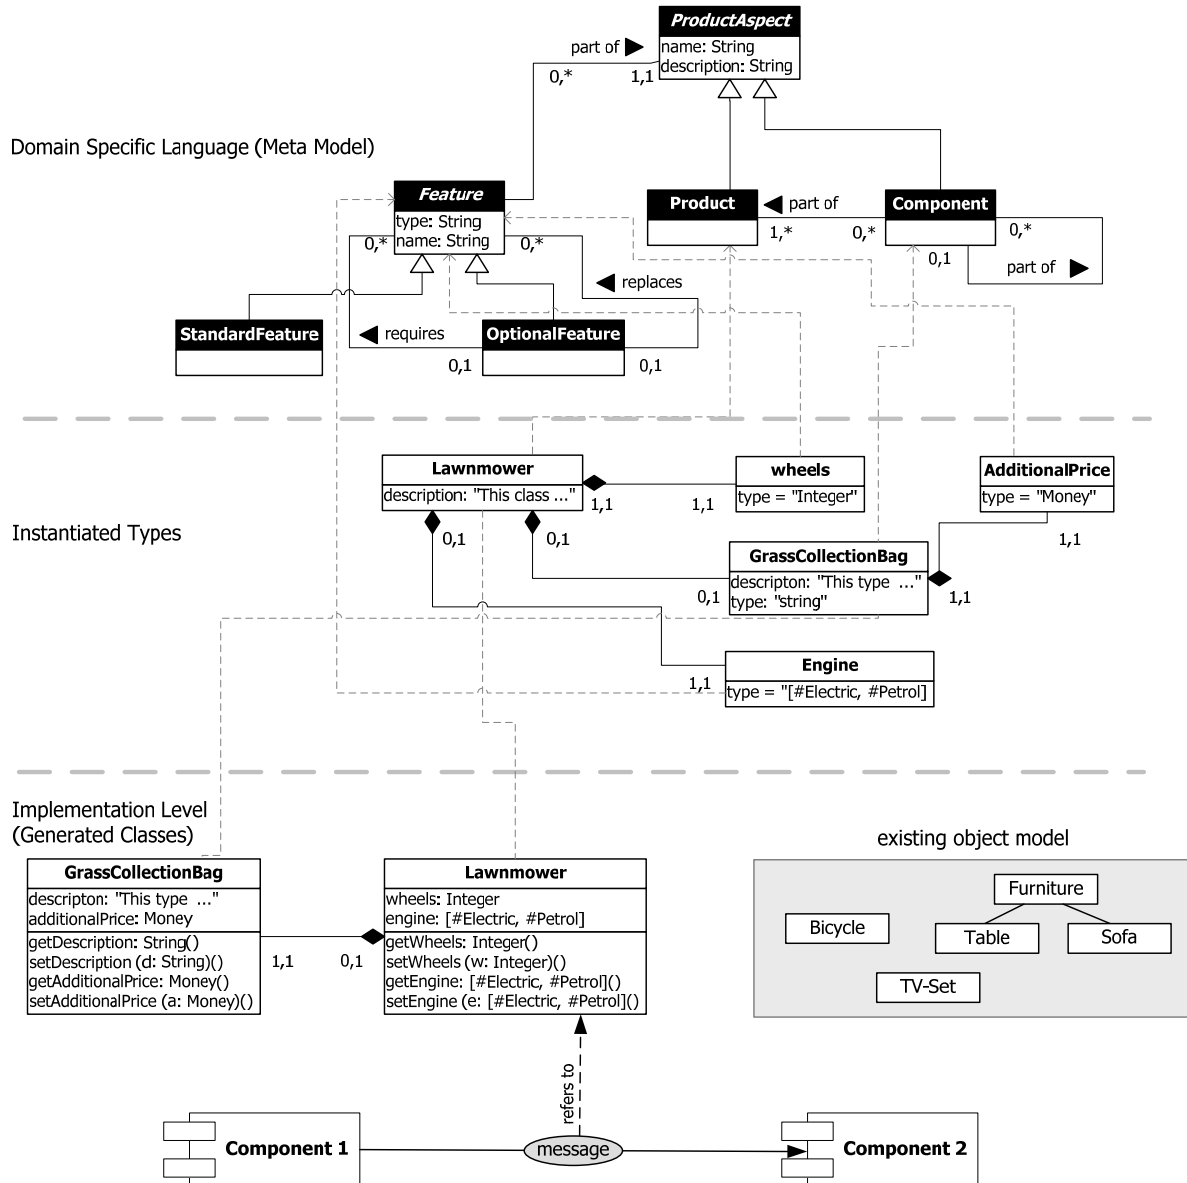 ProductAspect
name: String
description: String
part of
0,*
1,1
Domain Specific Language (Meta Model)
Feature
type: String
name: String
0,*
0,*
Product
part of
1,*
0,*
Component
0,*
0,1
part of
replaces
StandardFeature
requires
OptionalFeature
0,1
0,1
Instantiated Types
Lawnmower
description: "This class ..."
1,1
1,1
wheels
type = "Integer"
AdditionalPrice
type = "Money"
1,1
0,1
0,1
GrassCollectionBag
descripton: "This type ..."
type: "string"
0,1
1,1
Engine
type = "[#Electric, #Petrol]
1,1
Implementation Level
(Generated Classes)
GrassCollectionBag
descripton: "This type ..."
additionalPrice: Money
getDescription: String()
setDescription (d: String)()
getAdditionalPrice: Money()
setAdditionalPrice (a: Money)()
1,1
0,1
Lawnmower
wheels: Integer
engine: [#Electric, #Petrol]
getWheels: Integer()
setWheels (w: Integer)()
getEngine: [#Electric, #Petrol]()
setEngine (e: [#Electric, #Petrol]()
existing object model
Furniture
Bicycle
Table
Sofa
TV-Set
refers to
Component 1
message
Component 2